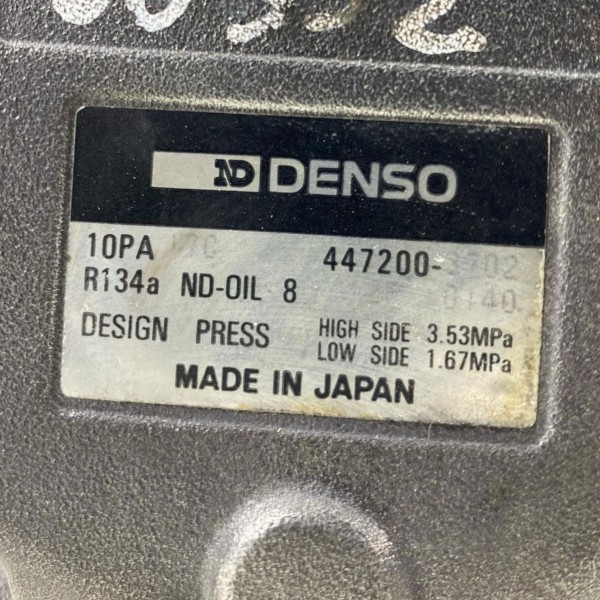 ND DENSO
10PA
447200-
R134a ND-OIL 8
DESIGN PRESS HIGH SIDE 3.53MPa
LOW SIDE 1.67MPa
MADE IN JAPAN